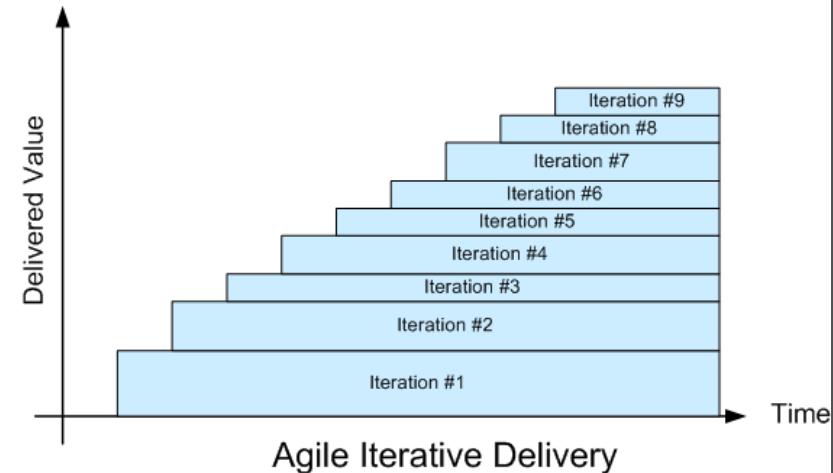 Delivered Value
Iteration #9
Iteration #8
Iteration #7
Iteration #6
Iteration #5
Iteration #4
Iteration #3
Iteration #2
Iteration #1
Time
Agile Iterative Delivery